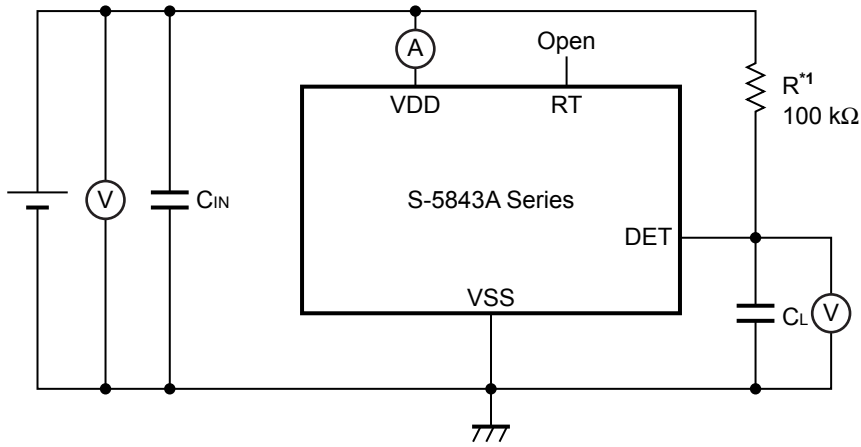 Open
A
VDD
RT
R*1
100 kΩ
V
CIN
S-5843A Series
DET
VSS
CL
V